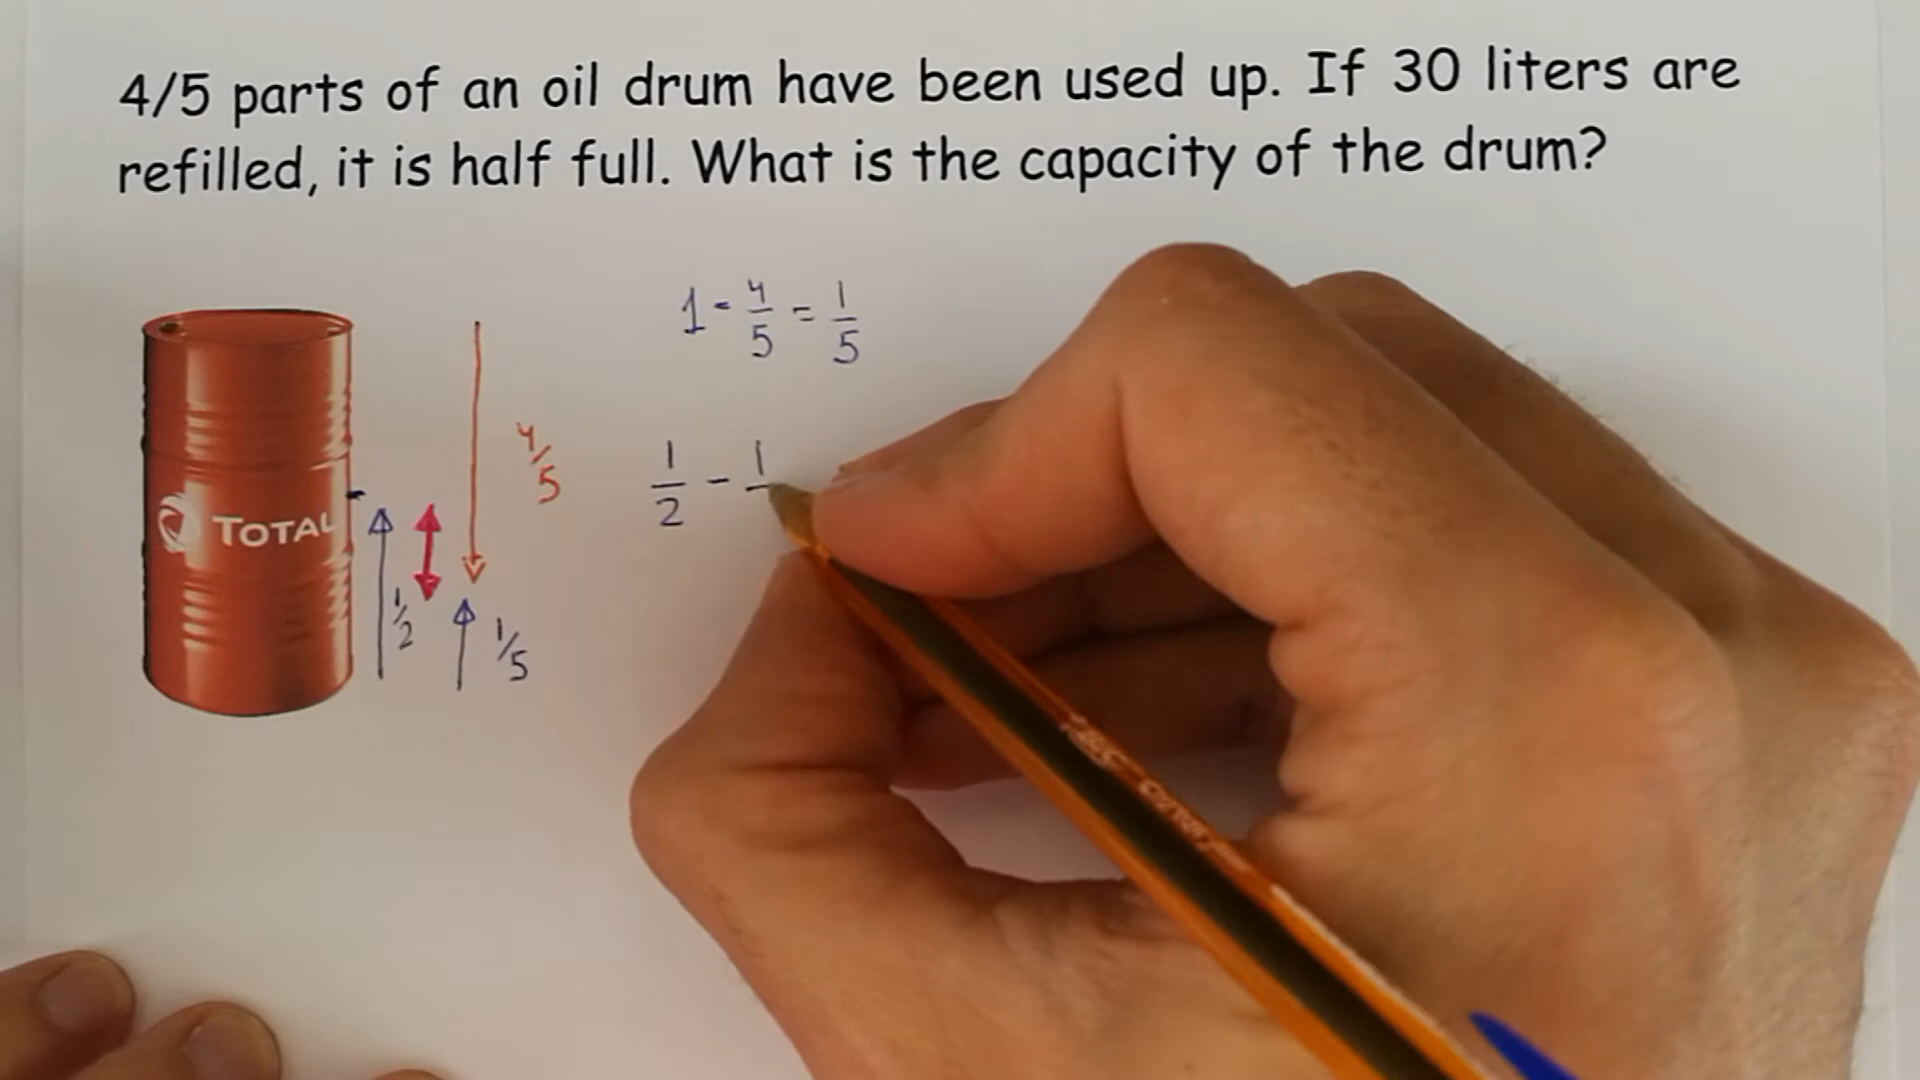 4/5 parts of an oil drum have been used up. If 30 liters are
refilled, it is half full. What is the capacity of the drum?
1 - 4/5 = 1/5
TOTAL
4/5
1/2
1/5
1/2 - 1